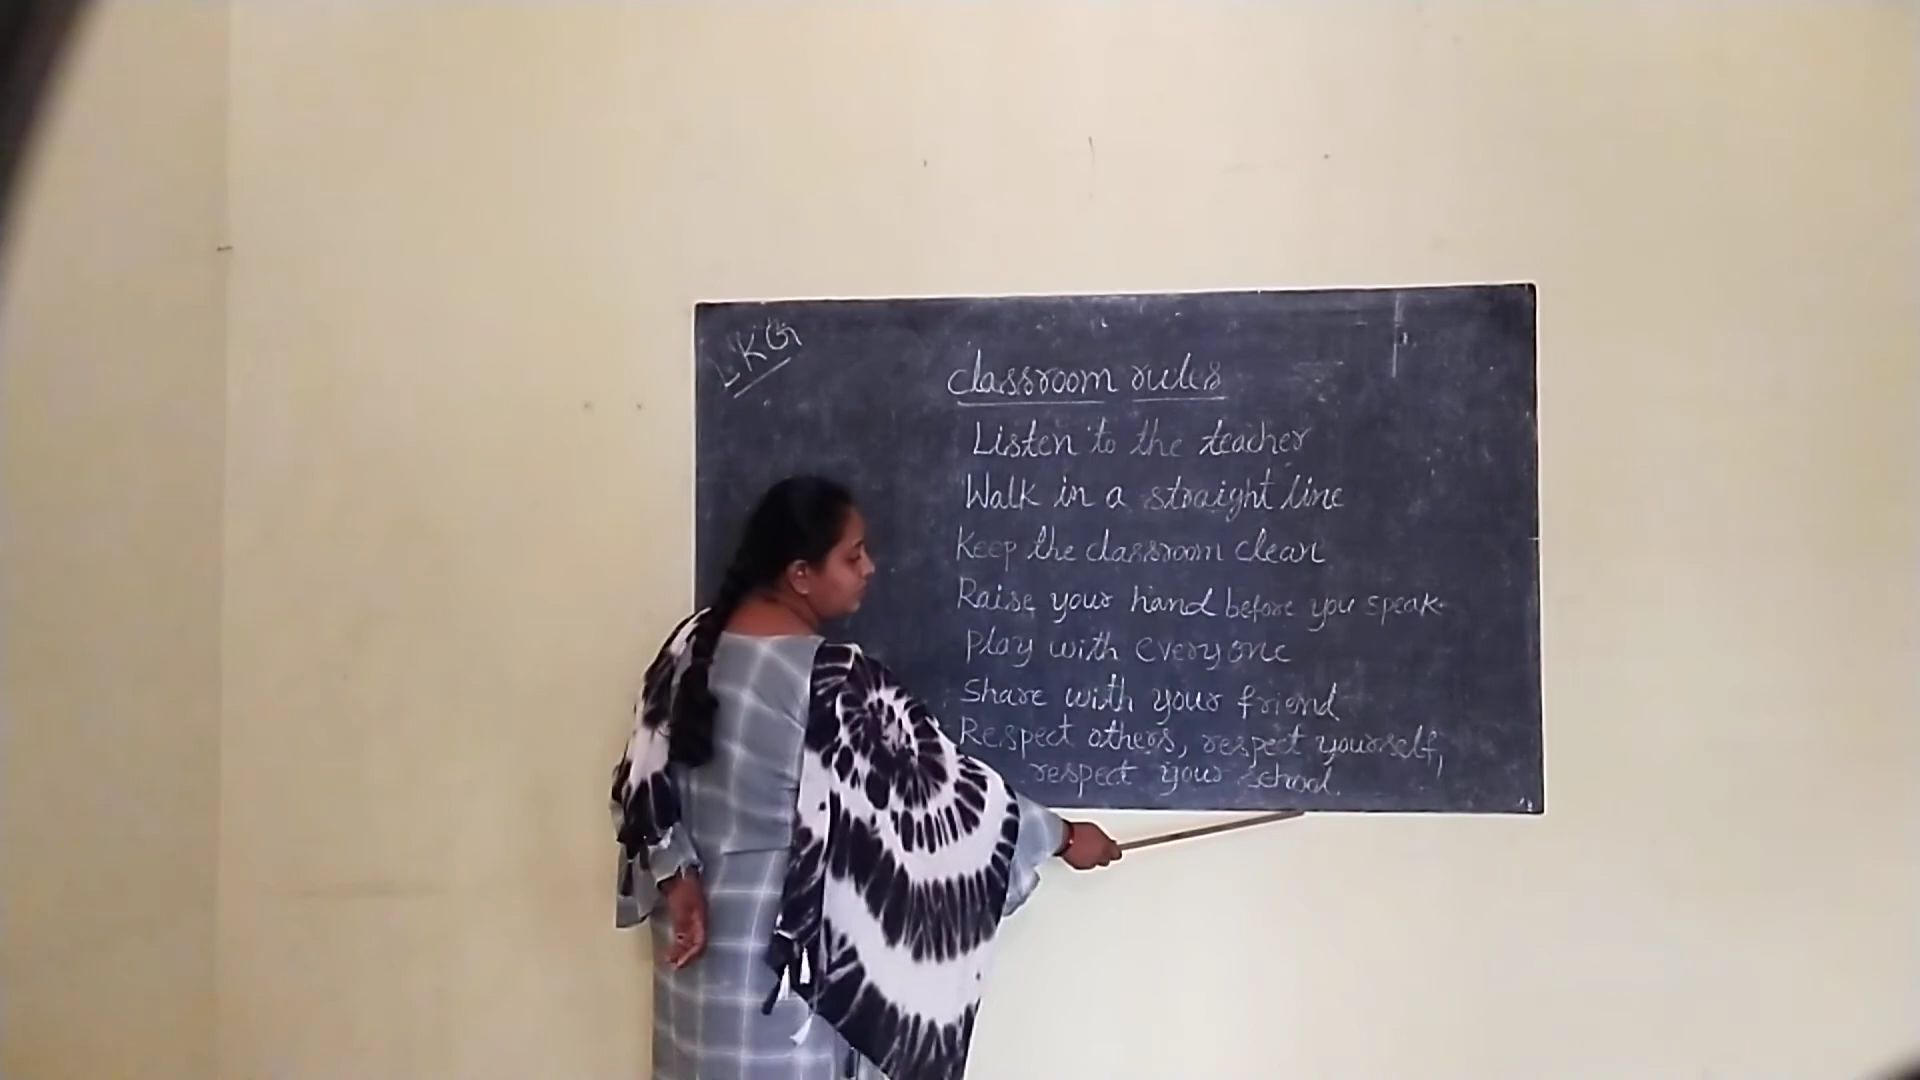 LKG
classroom rules
Listen to the teacher
Walk in a straight line
Keep the classroom clean
Raise your hand before you speak.
Play with everyone
Share with your friend
Respect others, respect yourself,
respect your school.